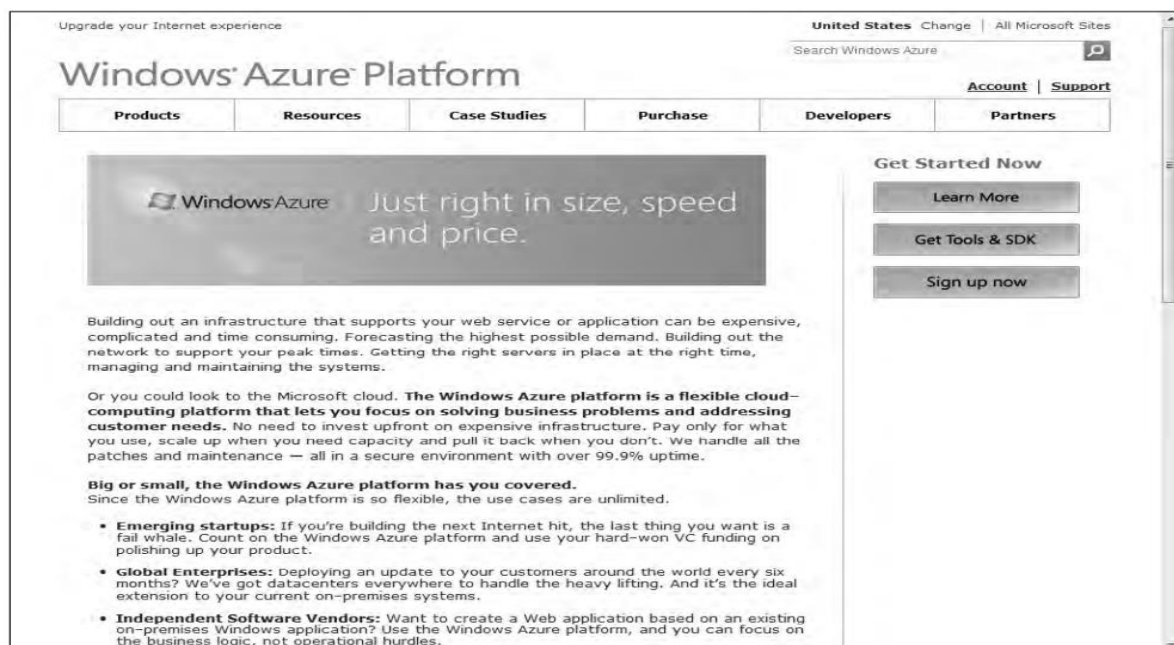 Upgrade your Internet experience
United States Change | All Microsoft Sites
Search Windows Azure
Windows Azure Platform
Account | Support
Products Resources Case Studies Purchase Developers Partners
Windows Azure
Just right in size, speed
and price.
Get Started Now
Learn More
Get Tools & SDK
Sign up now
Building out an infrastructure that supports your web service or application can be expensive,
complicated and time consuming. Forecasting the highest possible demand. Building out the
network to support your peak times. Getting the right servers in place at the right time,
managing and maintaining the systems.
Or you could look to the Microsoft cloud. The Windows Azure platform is a flexible cloud–
computing platform that lets you focus on solving business problems and addressing
customer needs. No need to invest upfront on expensive infrastructure. Pay only for what
you use, scale up when you need capacity and pull it back when you don't. We handle all the
patches and maintenance — all in a secure environment with over 99.9% uptime.
Big or small, the Windows Azure platform has you covered.
Since the Windows Azure platform is so flexible, the use cases are unlimited.
• Emerging startups: If you're building the next Internet hit, the last thing you want is a
fail whale. Count on the Windows Azure platform and use your hard–won VC funding on
polishing up your product.
• Global Enterprises: Deploying an update to your customers around the world every six
months? We've got datacenters everywhere to handle the heavy lifting. And it's the ideal
extension to your current on–premises systems.
• Independent Software Vendors: Want to create a Web application based on an existing
on–premises Windows application? Use the Windows Azure platform, and you can focus on
the business logic, not operational hurdles.